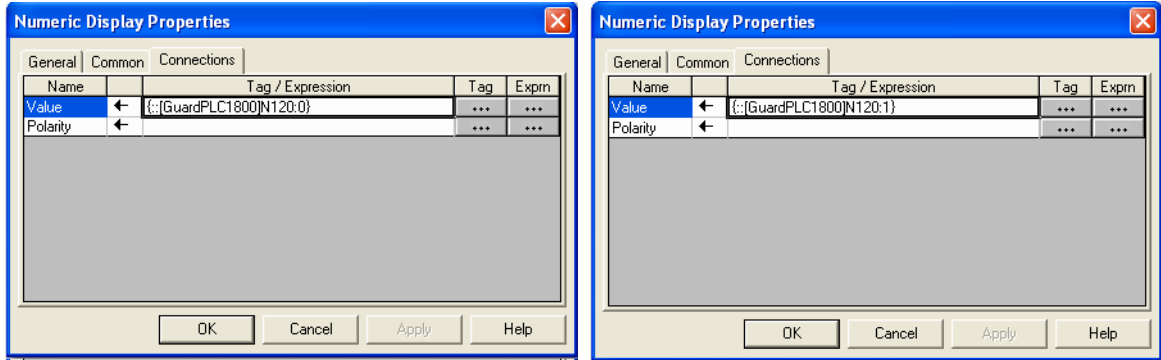 Numeric Display Properties
General Common Connections
Name Tag / Expression Tag Exprn
Value ← {::[GuardPLC1800]N120:0} ... ...
Polarity ← ... ...
OK Cancel Apply Help
Numeric Display Properties
General Common Connections
Name Tag / Expression Tag Exprn
Value ← {::[GuardPLC1800]N120:1} ... ...
Polarity ← ... ...
OK Cancel Apply Help